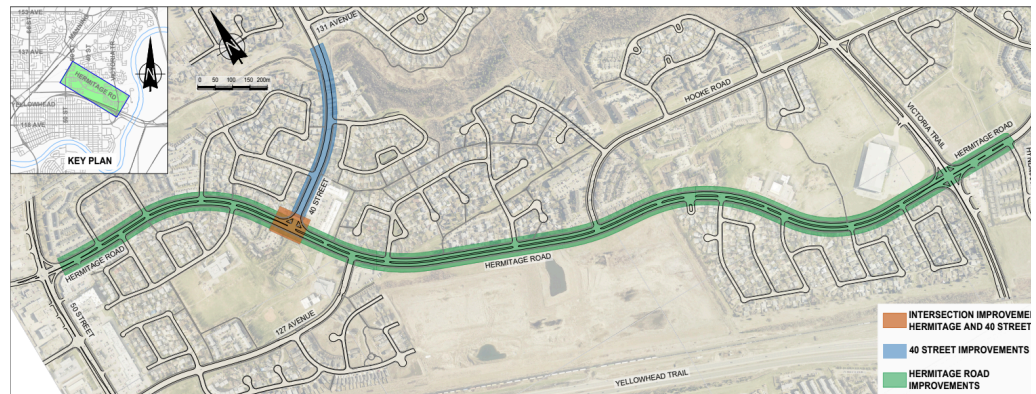 153 AVE
137 AVE
HERMITAGE RD
YELLOWHEAD
118 AVE
N
KEY PLAN
N
0 50 100 150 200m
131 AVENUE
40 STREET
HOOKE ROAD
VICTORIA TRAIL
HERMITAGE ROAD
HERMITAGE ROAD
HERMITAGE ROAD
50 STREET
127 AVENUE
YELLOWHEAD TRAIL
INTERSECTION IMPROVEME
HERMITAGE AND 40 STREET
40 STREET IMPROVEMENTS
HERMITAGE ROAD
IMPROVEMENTS